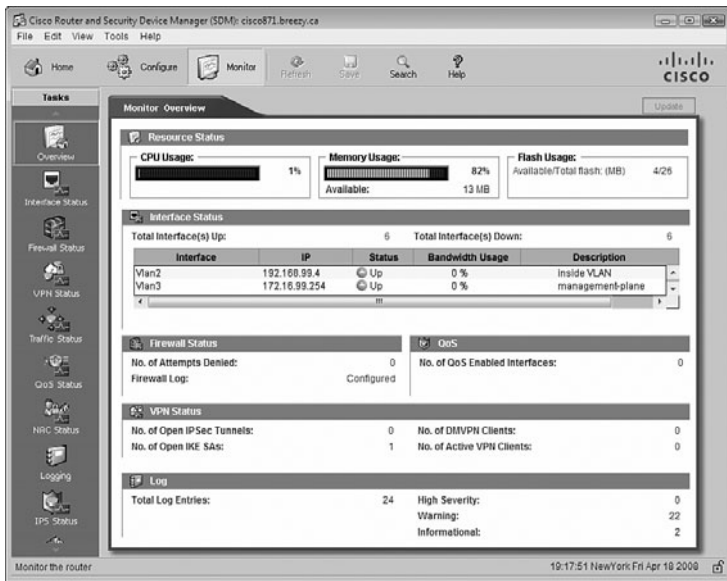 Cisco Router and Security Device Manager (SDM): cisco871.breezy.ca
File Edit View Tools Help
Home Configure Monitor Refresh Save Search Help
CISCO
Tasks
Overview
Interface Status
Firewall Status
VPN Status
Traffic Status
QoS Status
NAC Status
Logging
IPS Status
Monitor Overview Update
Resource Status
CPU Usage: 1%
Memory Usage: 82%
Available: 13 MB
Flash Usage:
Available/Total flash: (MB) 4/26
Interface Status
Total Interface(s) Up: 6 Total Interface(s) Down: 6
Interface IP Status Bandwidth Usage Description
Vlan2 192.168.99.4 Up 0 % Inside VLAN
Vlan3 172.16.99.254 Up 0 % management-plane
Firewall Status
No. of Attempts Denied: 0
Firewall Log: Configured
QoS
No. of QoS Enabled Interfaces: 0
VPN Status
No. of Open IPSec Tunnels: 0 No. of DMVPN Clients: 0
No. of Open IKE SAs: 1 No. of Active VPN Clients: 0
Log
Total Log Entries: 24 High Severity: 0
Warning: 22
Informational: 2
Monitor the router 19:17:51 NewYork Fri Apr 18 2008